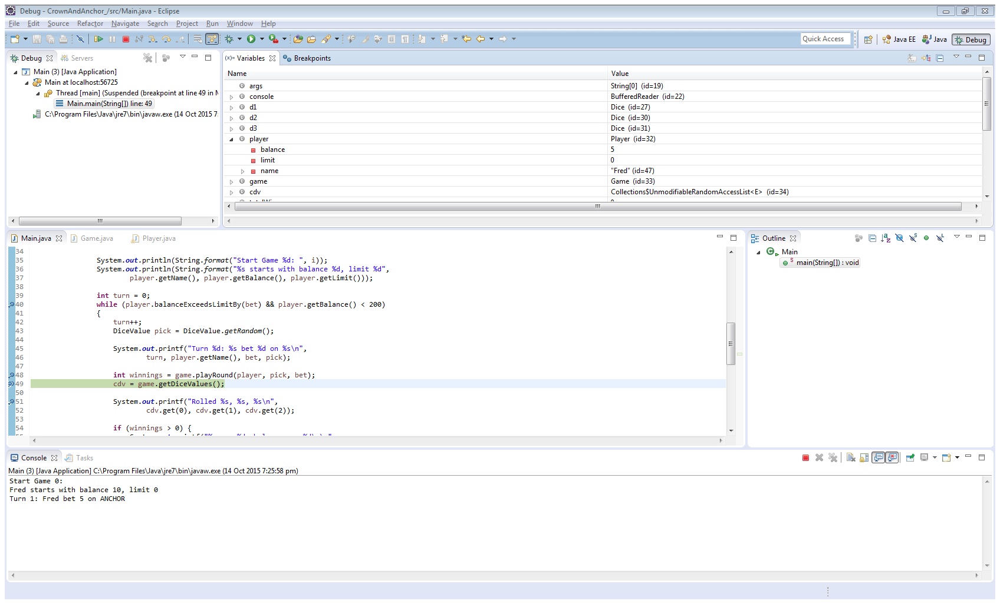 Debug - CrownAndAnchor_/src/Main.java - Eclipse
File Edit Source Refactor Navigate Search Project Run Window Help
Quick Access Java EE Java Debug
Debug Servers
Main (3) [Java Application]
Main at localhost:56725
Thread [main] (Suspended (breakpoint at line 49 in M
Main.main(String[]) line: 49
C:\Program Files\Java\jre7\bin\javaw.exe (14 Oct 2015 7:
(x)= Variables Breakpoints
Name Value
args String[0] (id=19)
console BufferedReader (id=22)
d1 Dice (id=27)
d2 Dice (id=30)
d3 Dice (id=31)
player Player (id=32)
balance 5
limit 0
name "Fred" (id=47)
game Game (id=33)
cdv Collections$UnmodifiableRandomAccessList<E> (id=34)
Main.java Game.java Player.java
34
35 System.out.println(String.format("Start Game %d: ", i));
36 System.out.println(String.format("%s starts with balance %d, limit %d",
37 player.getName(), player.getBalance(), player.getLimit()));
38
39 int turn = 0;
40 while (player.balanceExceedsLimitBy(bet) && player.getBalance() < 200)
41 {
42 turn++;
43 DiceValue pick = DiceValue.getRandom();
44
45 System.out.printf("Turn %d: %s bet %d on %s\n",
46 turn, player.getName(), bet, pick);
47
48 int winnings = game.playRound(player, pick, bet);
49 cdv = game.getDiceValues();
50
51 System.out.printf("Rolled %s, %s, %s\n",
52 cdv.get(0), cdv.get(1), cdv.get(2));
53
54 if (winnings > 0) {
Outline
Main
main(String[]) : void
Console Tasks
Main (3) [Java Application] C:\Program Files\Java\jre7\bin\javaw.exe (14 Oct 2015 7:25:58 pm)
Start Game 0:
Fred starts with balance 10, limit 0
Turn 1: Fred bet 5 on ANCHOR